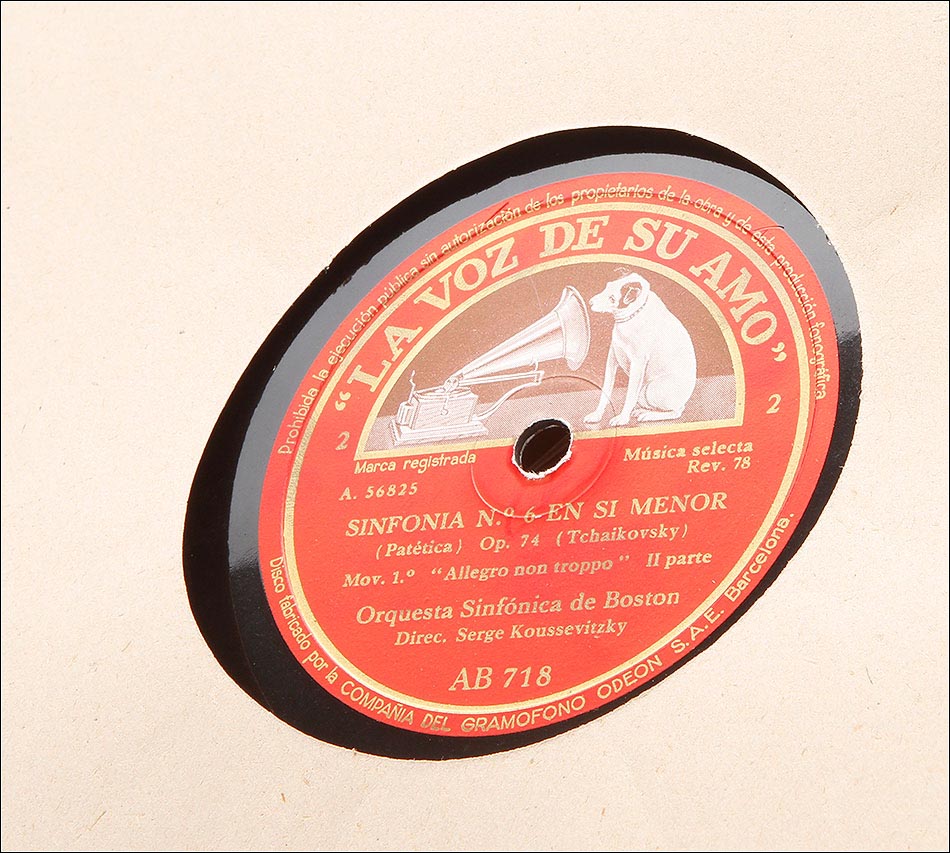 Prohibida la ejecución pública sin autorización de los propietarios de la obra y de esta producción fonográfica
"LA VOZ DE SU AMO"
2 2
Marca registrada
Música selecta
Rev. 78
A. 56825
SINFONIA N.º 6 EN SI MENOR
(Patética) Op. 74 (Tchaikovsky)
Mov. 1.º "Allegro non troppo" II parte
Orquesta Sinfónica de Boston
Direc. Serge Koussevitzky
AB 718
Disco fabricado por la COMPAÑIA DEL GRAMOFONO ODEON S.A.E. Barcelona.